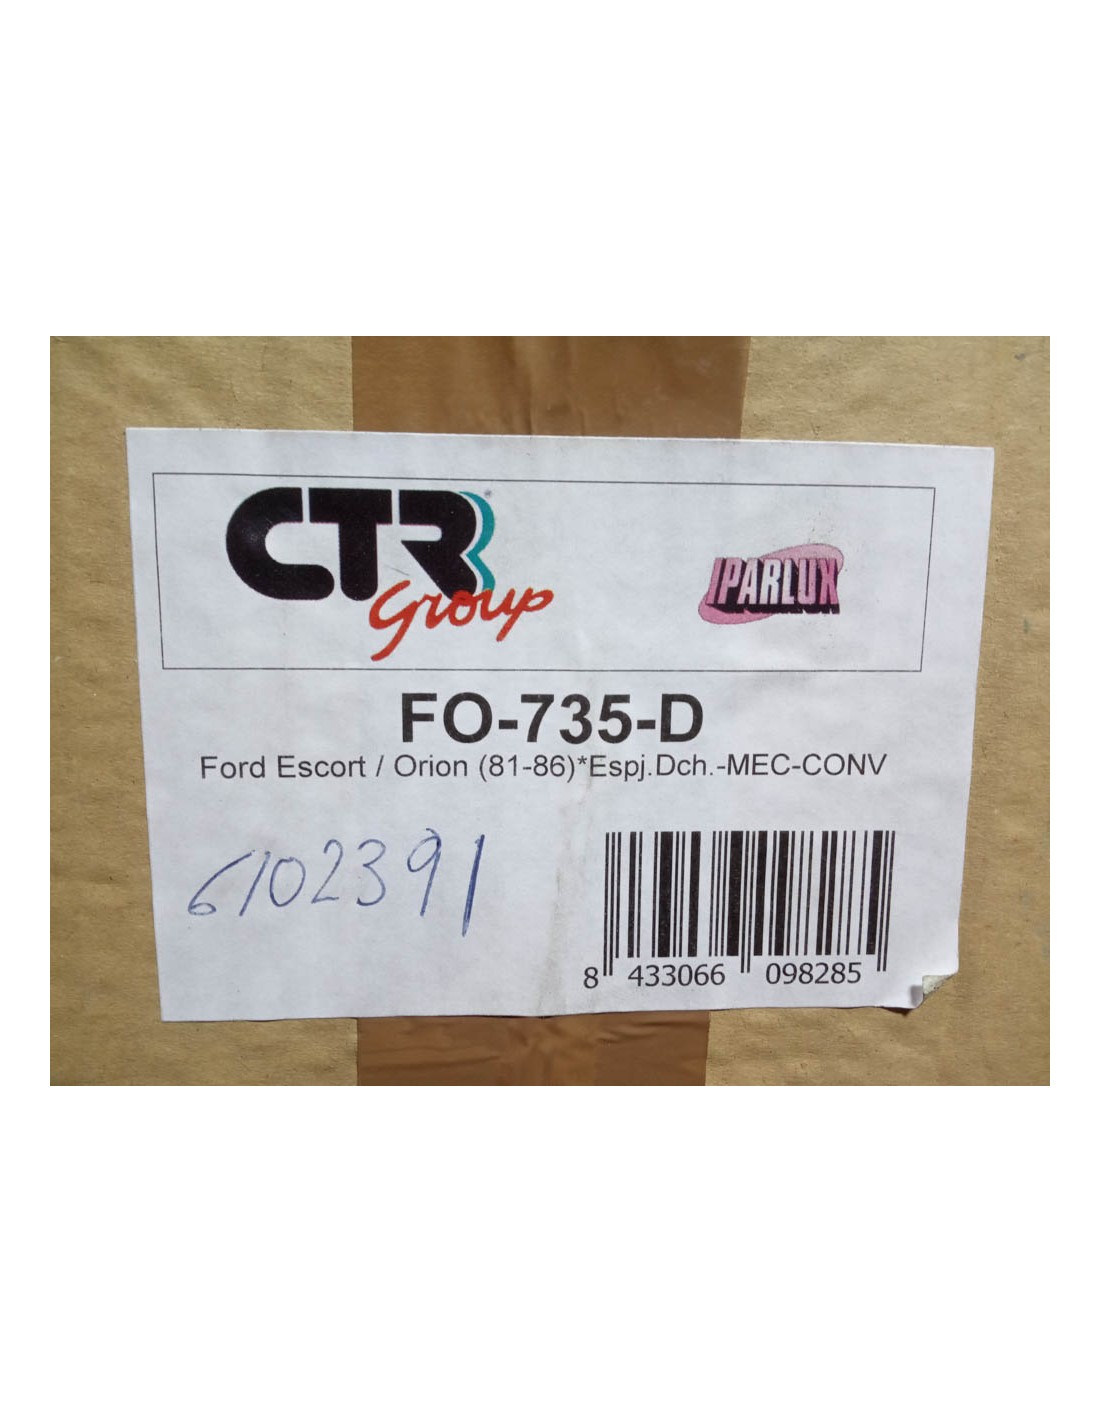 CTR®
Group
IPARLUX
FO-735-D
Ford Escort / Orion (81-86)*Espj.Dch.-MEC-CONV
6102391
8 433066 098285